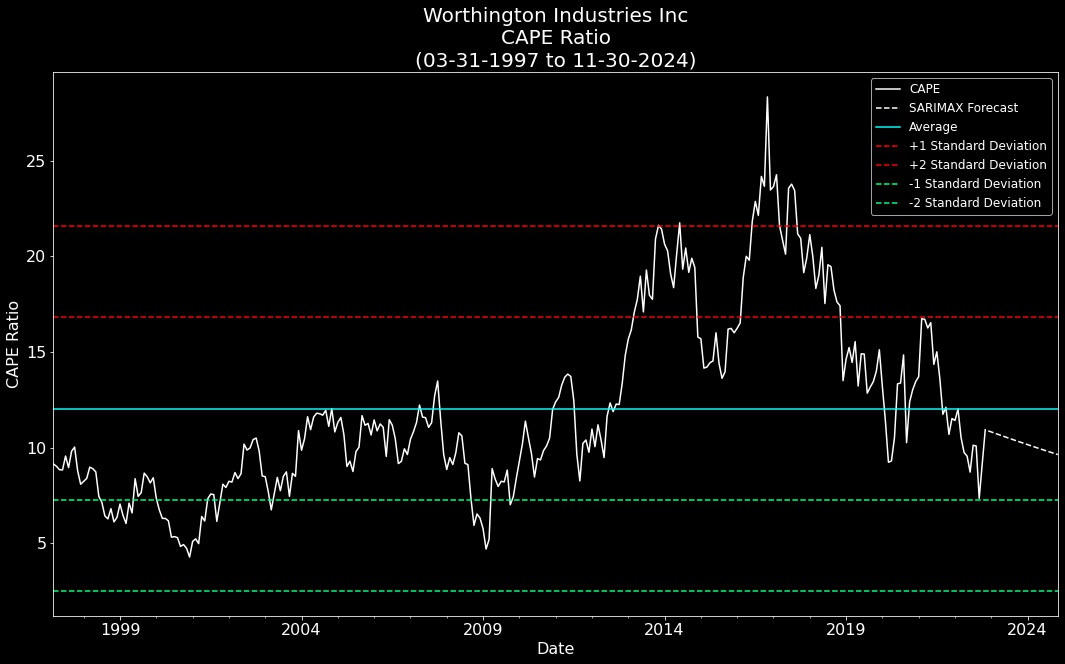 Worthington Industries Inc
CAPE Ratio
(03-31-1997 to 11-30-2024)
CAPE
SARIMAX Forecast
Average
+1 Standard Deviation
+2 Standard Deviation
-1 Standard Deviation
-2 Standard Deviation
CAPE Ratio
25
20
15
10
5
1999 2004 2009 2014 2019 2024
Date